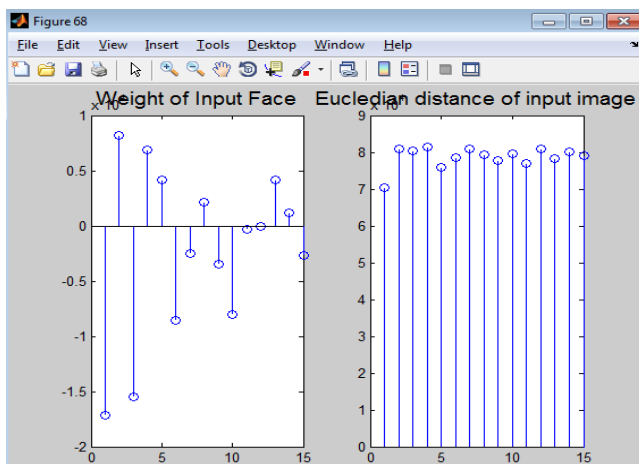 Figure 68
File Edit View Insert Tools Desktop Window Help
Weight of Input Face
Eucledian distance of input image
x 10
1
0.5
0
-0.5
-1
-1.5
-2
0 5 10 15
x 10
9
8
7
6
5
4
3
2
1
0
0 5 10 15